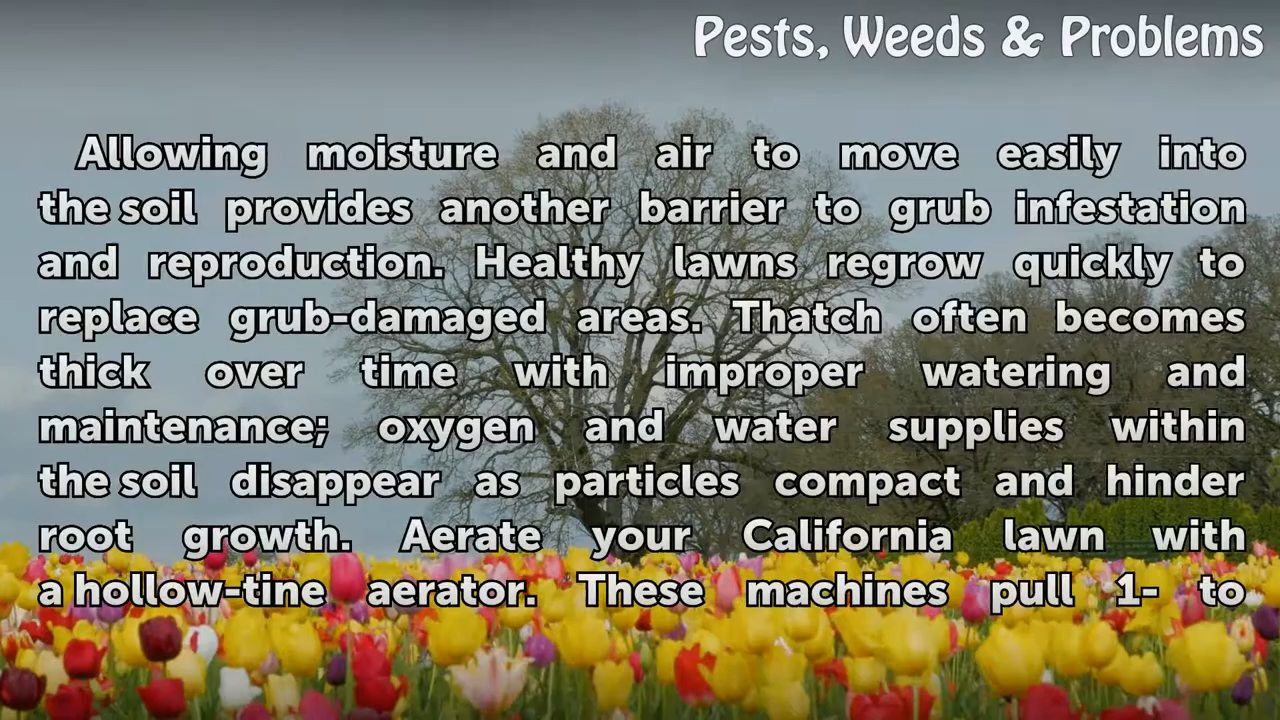 Pests, Weeds & Problems
Allowing moisture and air to move easily into
the soil provides another barrier to grub infestation
and reproduction. Healthy lawns regrow quickly to
replace grub-damaged areas. Thatch often becomes
thick over time with improper watering and
maintenance; oxygen and water supplies within
the soil disappear as particles compact and hinder
root growth. Aerate your California lawn with
a hollow-tine aerator. These machines pull 1- to